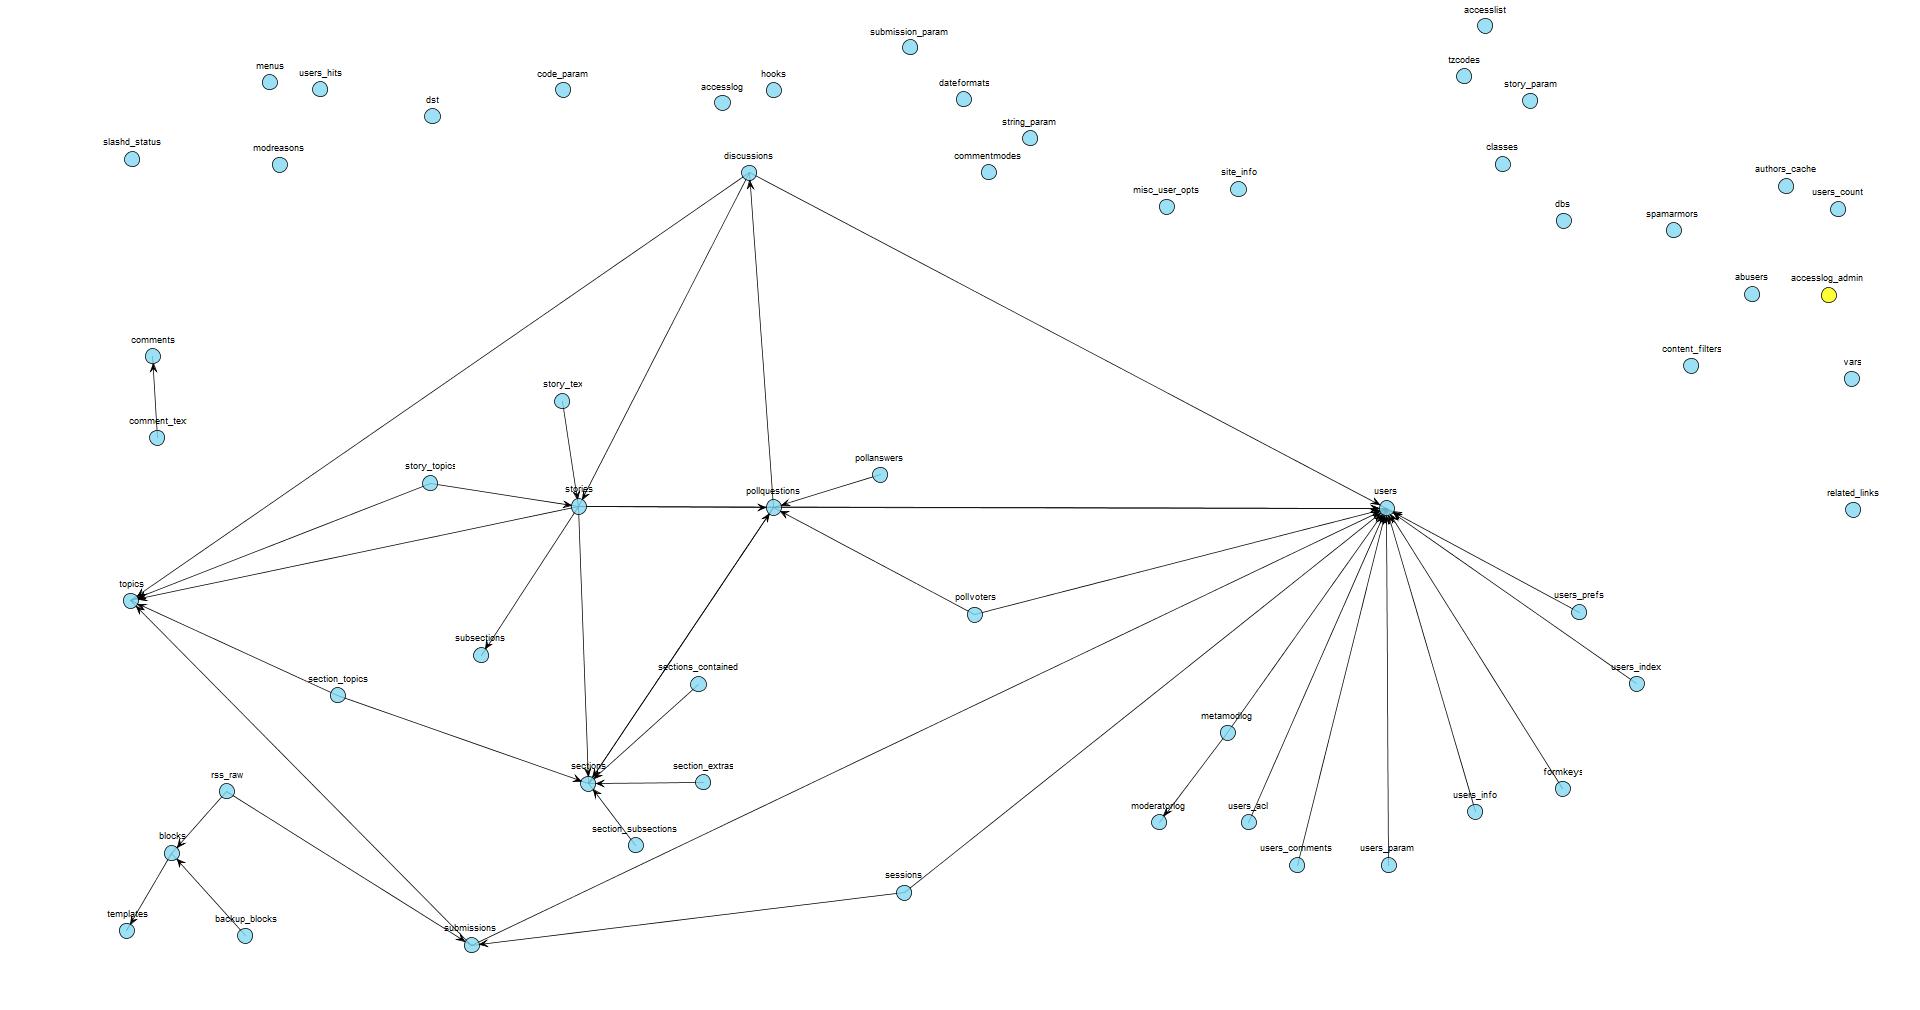 accesslist
submission_param
tzcodes
menus
users_hits
code_param
hooks
accesslog
dateformats
story_param
dst
string_param
slashd_status
modreasons
discussions
commentmodes
classes
authors_cache
site_info
misc_user_opts
users_count
dbs
spamarmors
abusers
accesslog_admin
comments
content_filters
vars
story_tex
comment_tex
pollanswers
story_topics
stories
pollquestions
users
related_links
topics
pollvoters
users_prefs
subsections
sections_contained
users_index
section_topics
metamodlog
sections
section_extras
rss_raw
formkeys
users_info
moderatorlog
users_acl
section_subsections
blocks
users_comments
users_param
sessions
templates
backup_blocks
submissions